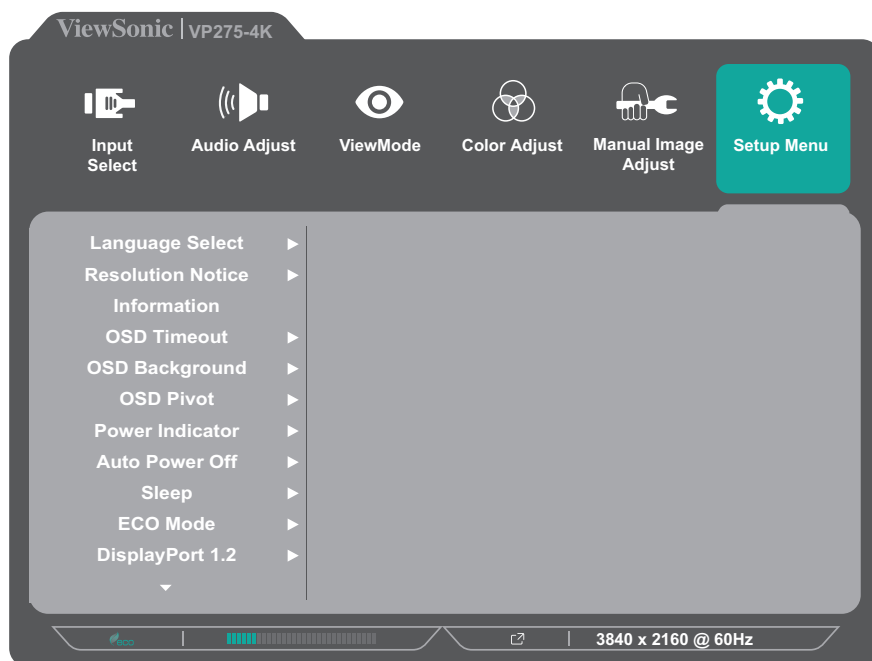 ViewSonic | VP275-4K
Input Select
Audio Adjust
ViewMode
Color Adjust
Manual Image Adjust
Setup Menu
Language Select
Resolution Notice
Information
OSD Timeout
OSD Background
OSD Pivot
Power Indicator
Auto Power Off
Sleep
ECO Mode
DisplayPort 1.2
eco
3840 x 2160 @ 60Hz